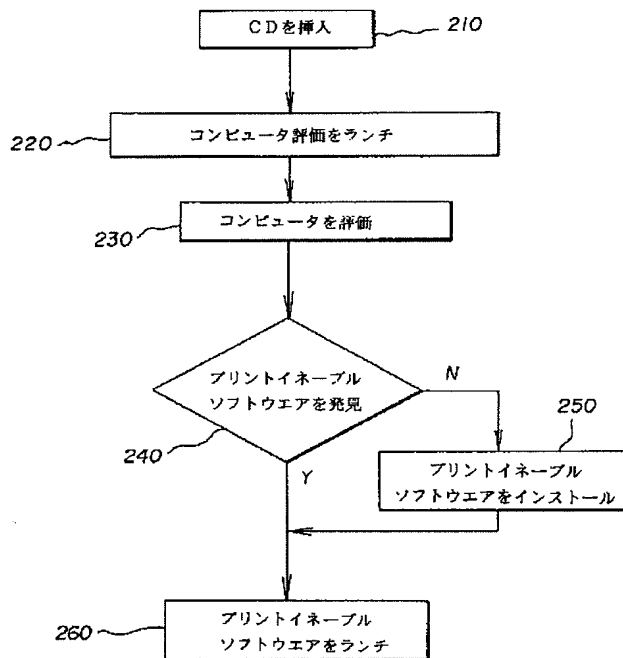 CDを挿入
210
コンピュータ評価をランチ
220
コンピュータを評価
230
プリントイネーブル
ソフトウエアを発見
N
240
Y
250
プリントイネーブル
ソフトウエアをインストール
プリントイネーブル
ソフトウエアをランチ
260